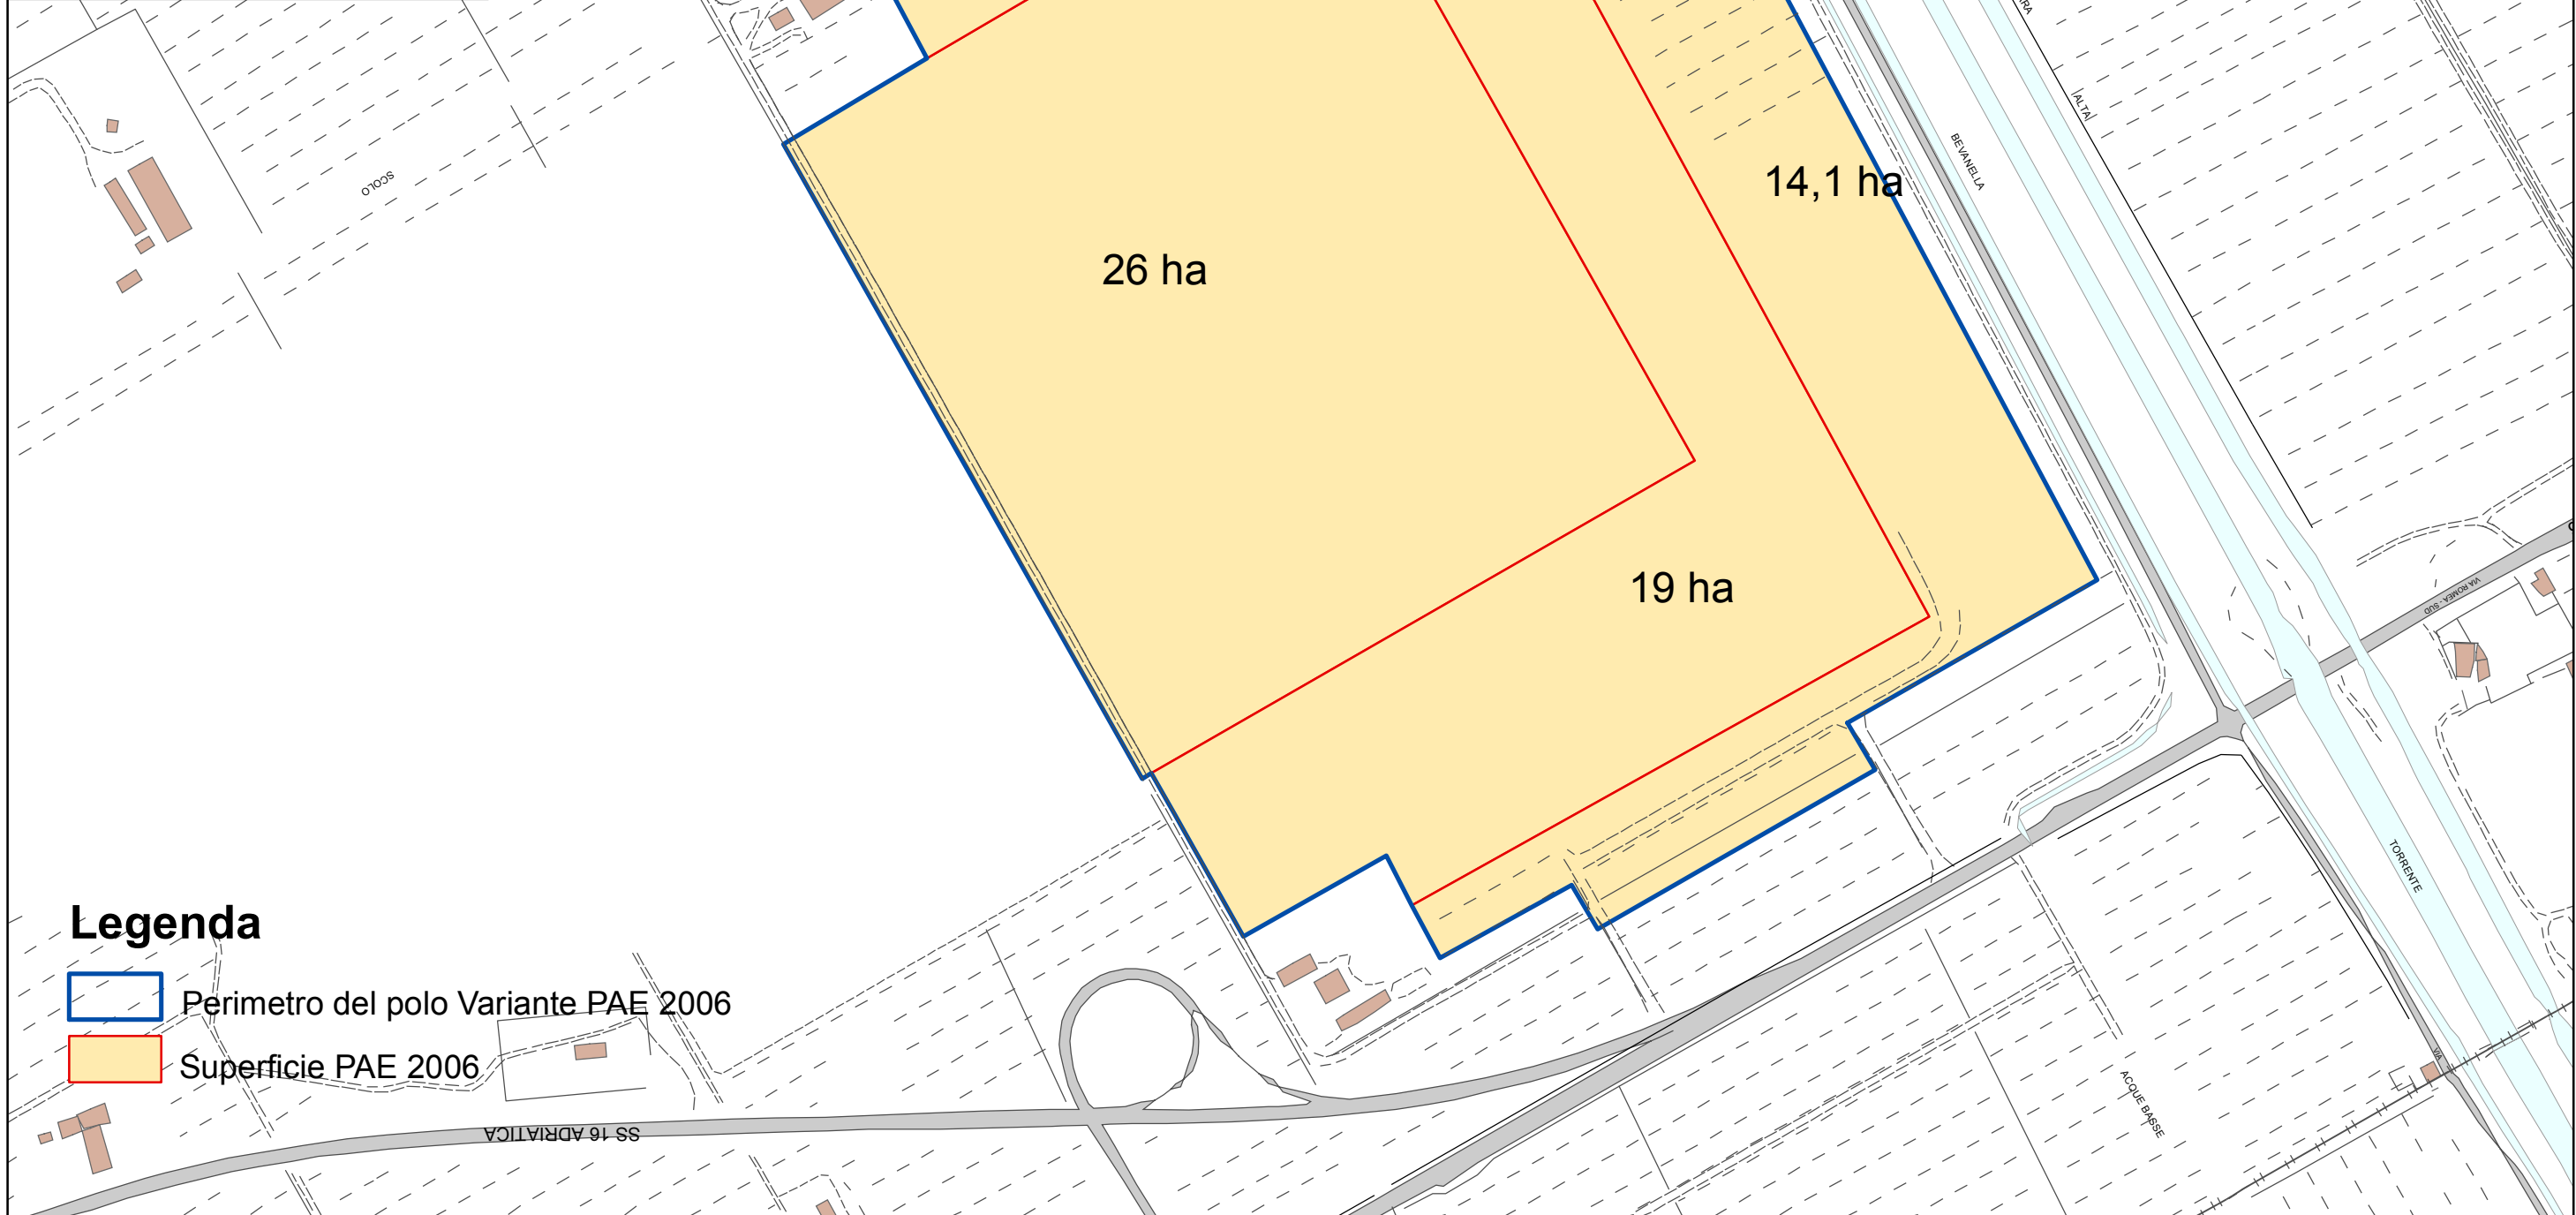 ALTA
BEVANELLA
14,1 ha
SCOLO
26 ha
19 ha
VIA ROMEA - SUD
TORRENTE
Legenda
Perimetro del polo Variante PAE 2006
Superficie PAE 2006
SS 16 ADRIATICA
ACQUE BASSE
VIA